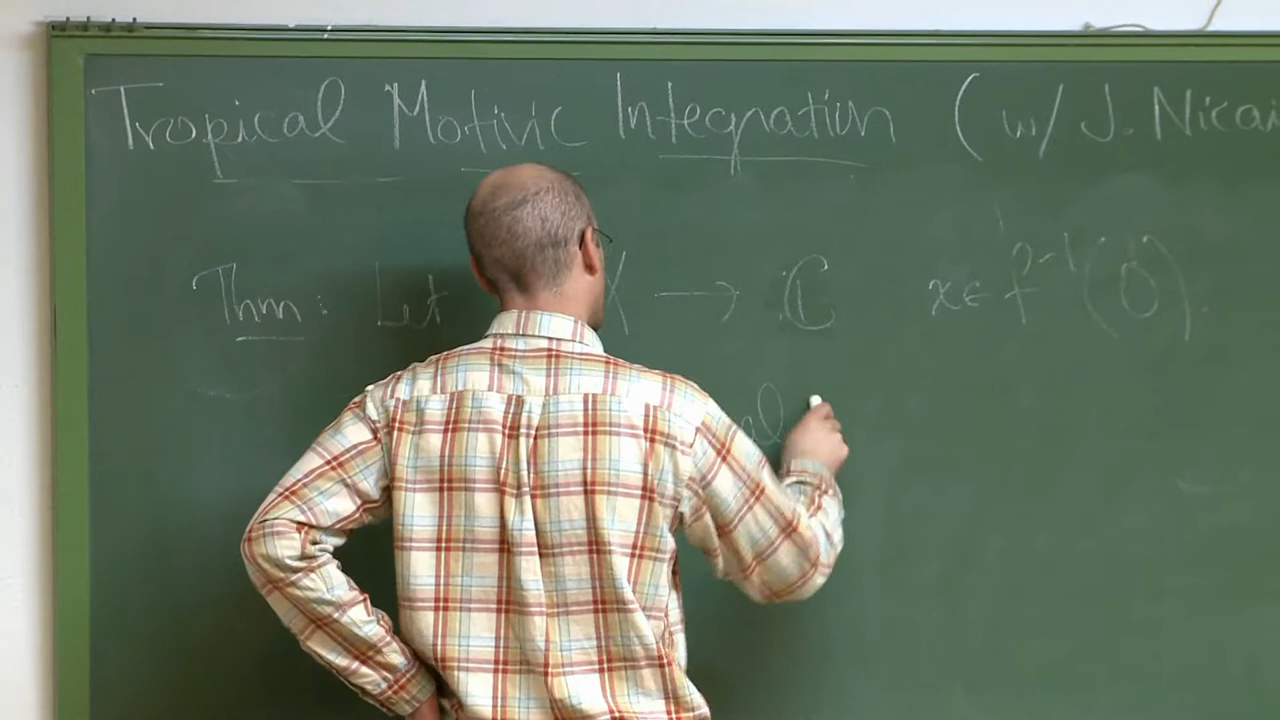 Tropical Motivic Integration (w/ J. Nicai
Thm: Let X → ℂ x ∈ f⁻¹(0).